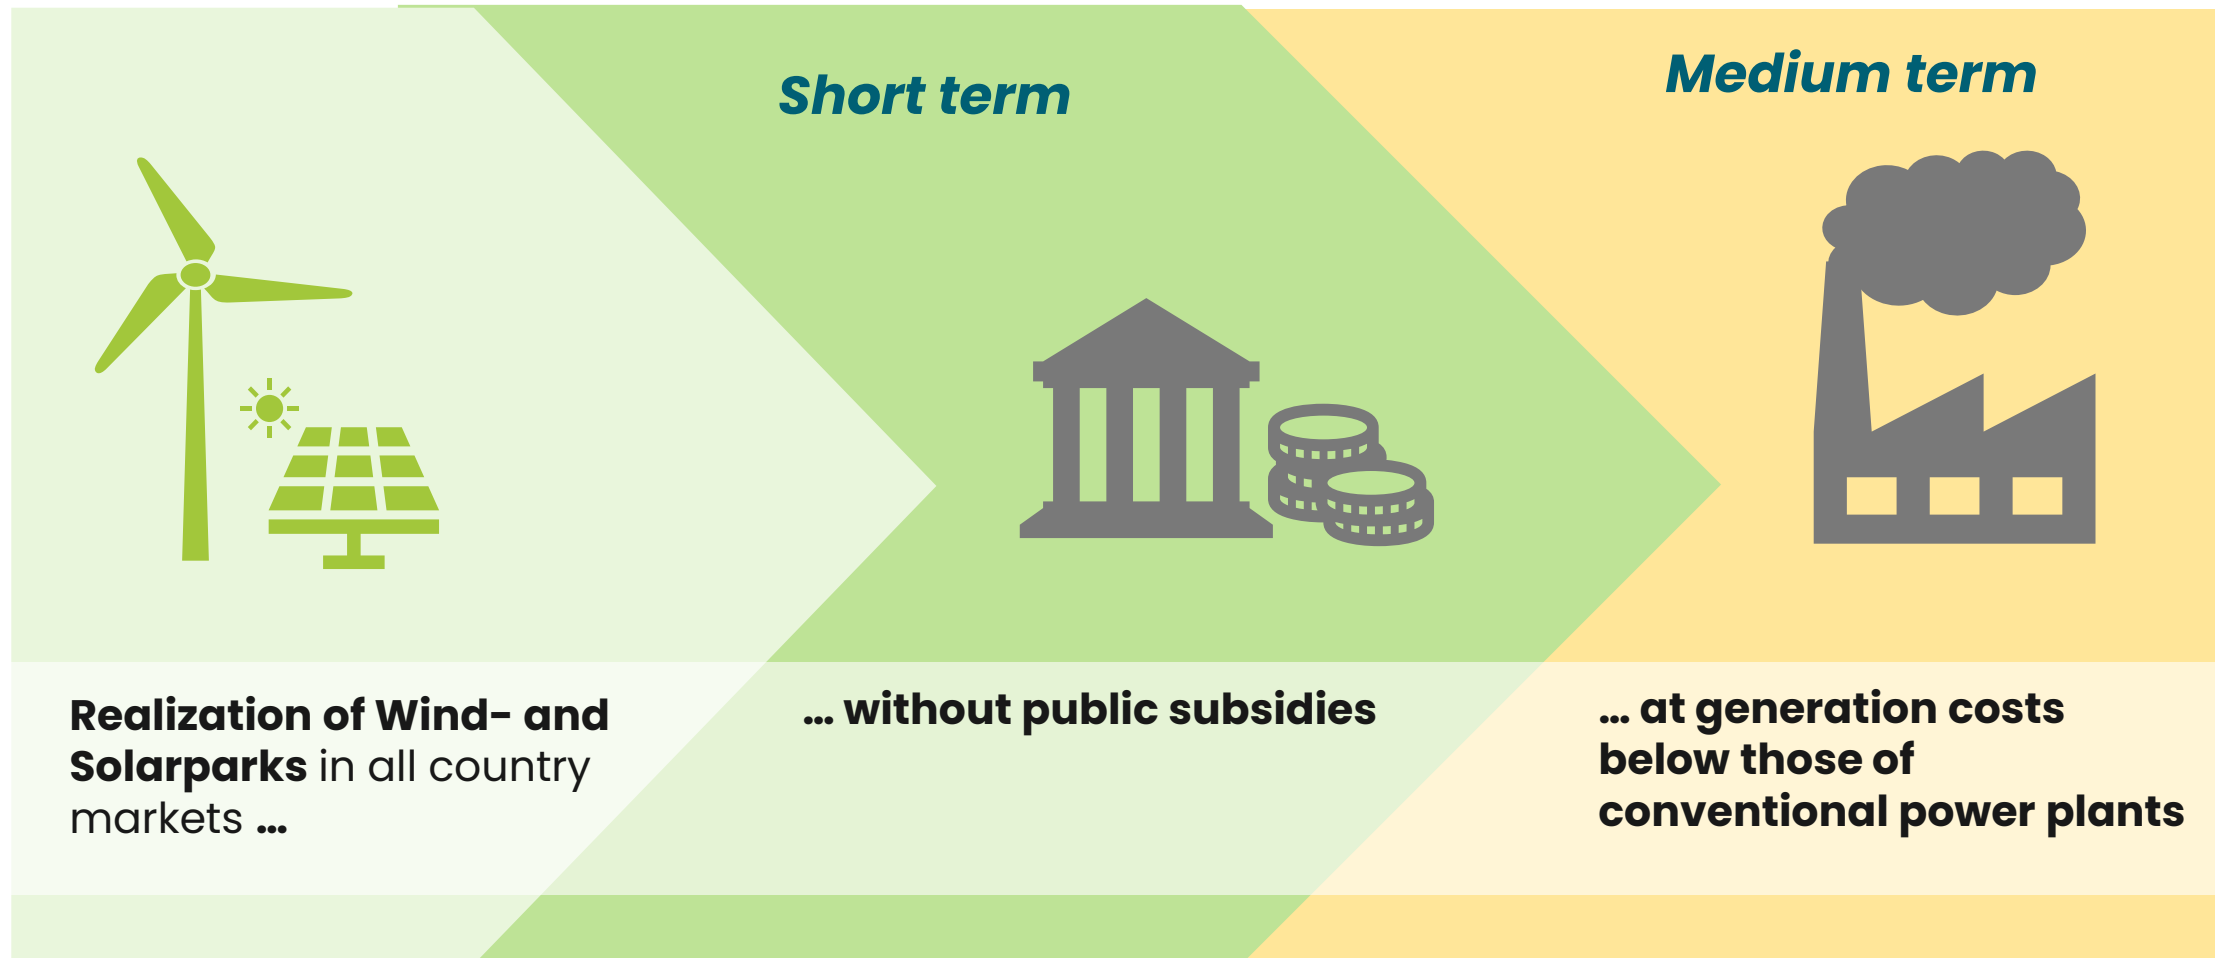 Short term
Medium term
Realization of Wind- and
Solarparks in all country
markets ...
... without public subsidies
... at generation costs
below those of
conventional power plants